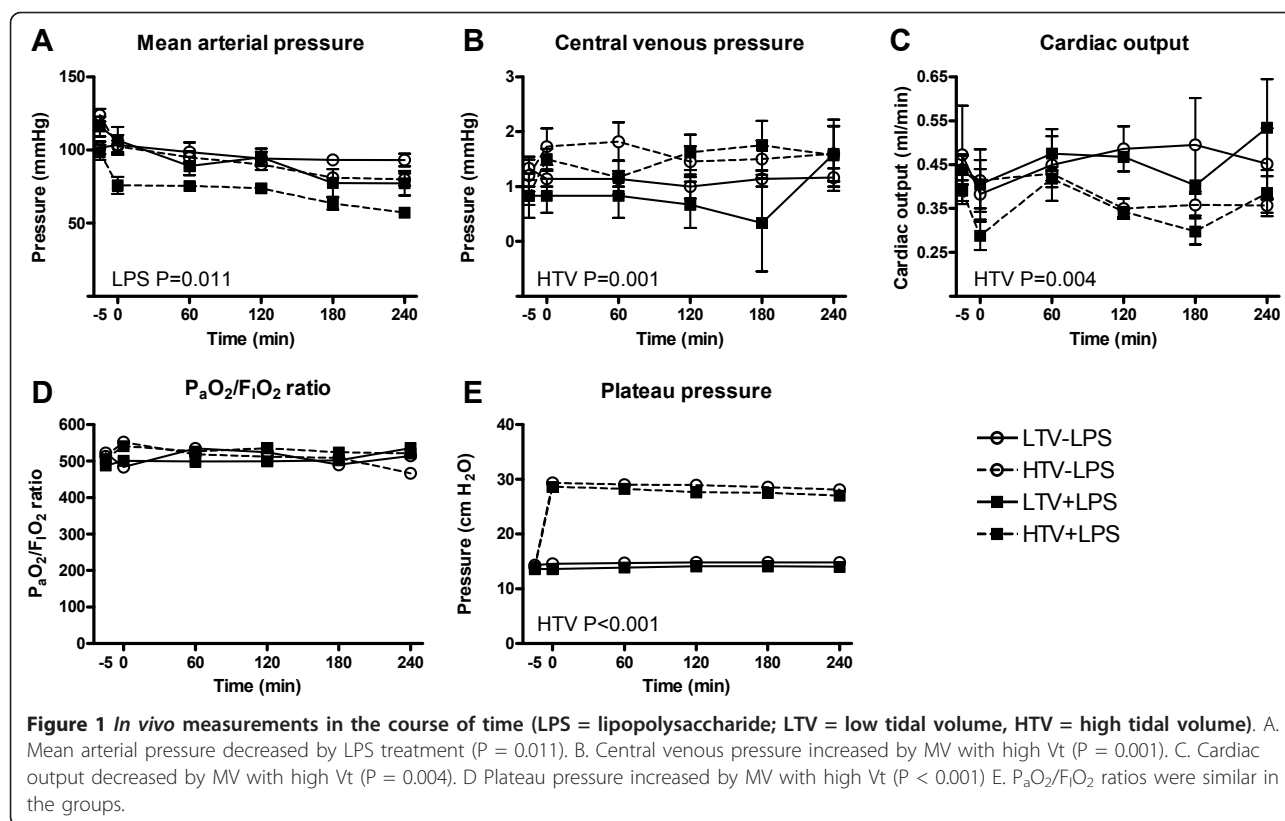 A Mean arterial pressure
Pressure (mmHg)
150
100
50
LPS P=0.011
-5 0 60 120 180 240
Time (min)
B Central venous pressure
Pressure (mmHg)
3
2
1
0
HTV P=0.001
-5 0 60 120 180 240
Time (min)
C Cardiac output
Cardiac output (ml/min)
0.65
0.55
0.45
0.35
0.25
HTV P=0.004
-5 0 60 120 180 240
Time (min)
D PaO2/FIO2 ratio
PaO2/FIO2 ratio
600
500
400
300
200
100
0
-5 0 60 120 180 240
Time (min)
E Plateau pressure
Pressure (cm H2O)
40
30
20
10
0
HTV P<0.001
-5 0 60 120 180 240
Time (min)
LTV-LPS
HTV-LPS
LTV+LPS
HTV+LPS
Figure 1 In vivo measurements in the course of time (LPS = lipopolysaccharide; LTV = low tidal volume, HTV = high tidal volume). A.
Mean arterial pressure decreased by LPS treatment (P = 0.011). B. Central venous pressure increased by MV with high Vt (P = 0.001). C. Cardiac
output decreased by MV with high Vt (P = 0.004). D Plateau pressure increased by MV with high Vt (P < 0.001) E. PaO2/FIO2 ratios were similar in
the groups.